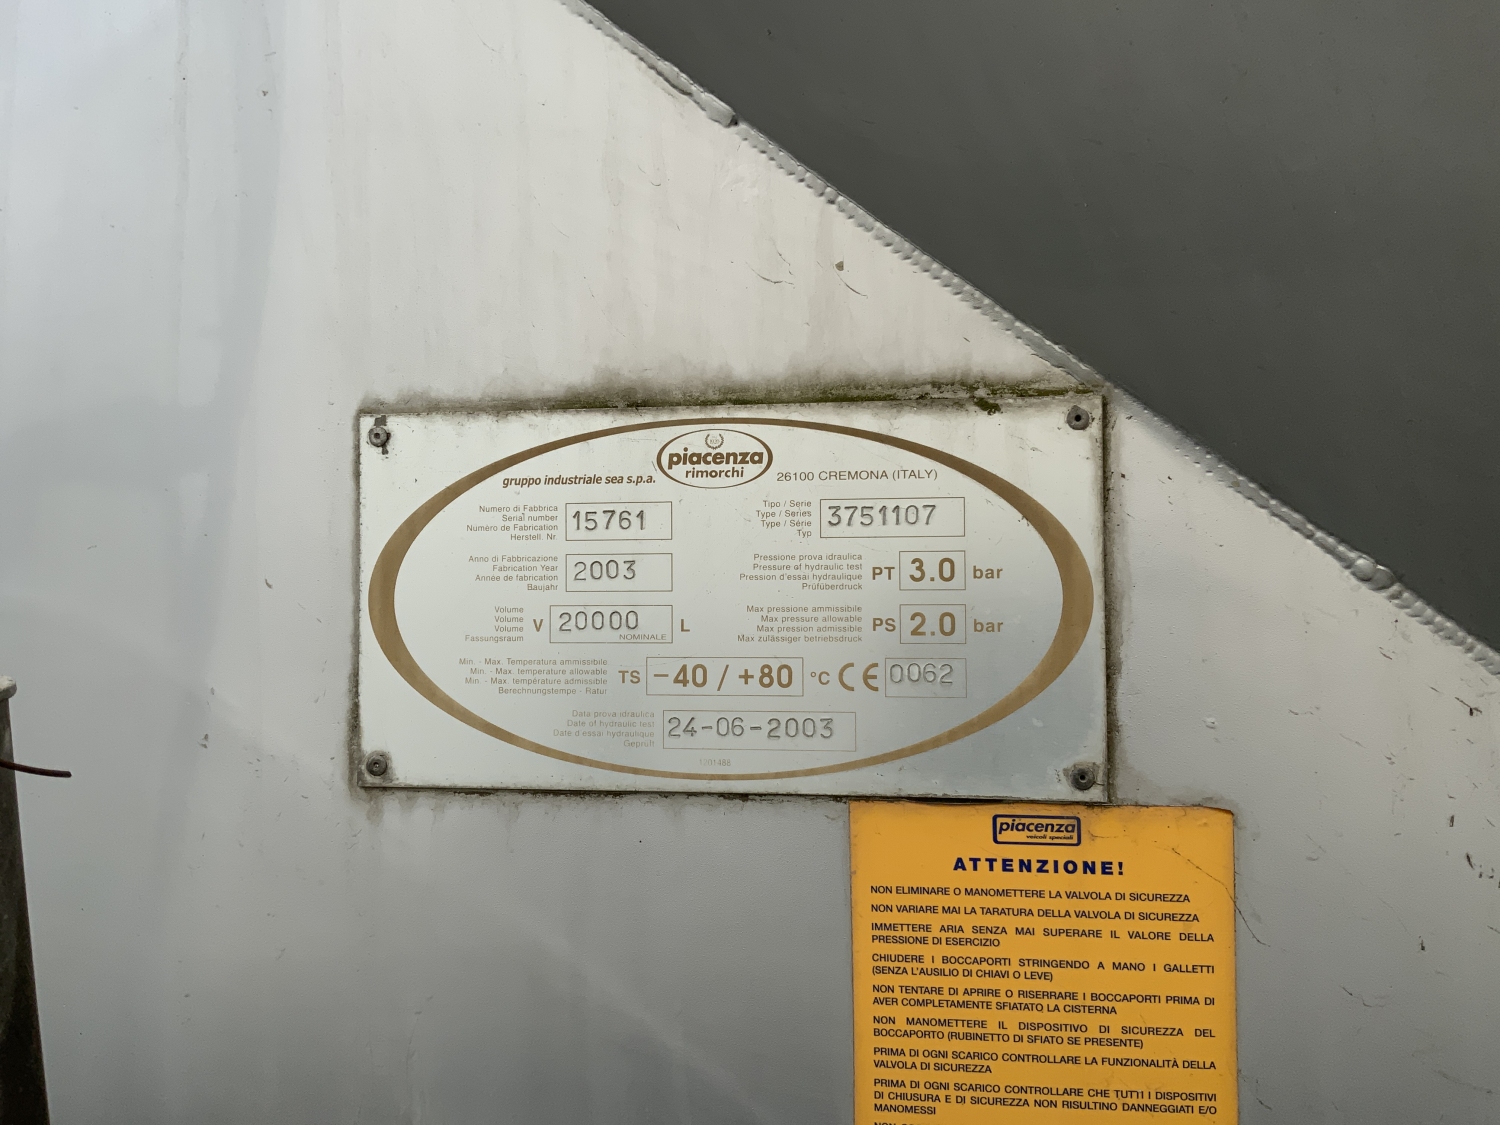 1939
piacenza
rimorchi
gruppo industriale sea s.p.a.
26100 CREMONA (ITALY)
Numero di Fabbrica
Serial number
Numéro de Fabrication
Herstell. Nr.
15761
Tipo / Serie
Type / Series
Type / Série
Typ
3751107
Anno di Fabbricazione
Fabrication Year
Année de fabrication
Baujahr
2003
Pressione prova idraulica
Pressure of hydraulic test
Pression d'essai hydraulique
Prüfüberdruck
PT 3.0 bar
Volume
Volume
Volume
Fassungsraum
V 20000 L
NOMINALE
Max pressione ammissibile
Max pressure allowable
Max pression admissible
Max zulässiger betriebsdruck
PS 2.0 bar
Min. - Max. Temperatura ammissibile
Min. - Max. temperature allowable
Min. - Max. température admissible
Berechnungstempe - Ratur
TS -40 / +80 °C CE 0062
Data prova idraulica
Date of hydraulic test
Date d'essai hydraulique
Geprüft
24-06-2003
1201488
piacenza
veicoli speciali
ATTENZIONE!
NON ELIMINARE O MANOMETTERE LA VALVOLA DI SICUREZZA
NON VARIARE MAI LA TARATURA DELLA VALVOLA DI SICUREZZA
IMMETTERE ARIA SENZA MAI SUPERARE IL VALORE DELLA
PRESSIONE DI ESERCIZIO
CHIUDERE I BOCCAPORTI STRINGENDO A MANO I GALLETTI
(SENZA L'AUSILIO DI CHIAVI O LEVE)
NON TENTARE DI APRIRE O RISERRARE I BOCCAPORTI PRIMA DI
AVER COMPLETAMENTE SFIATATO LA CISTERNA
NON MANOMETTERE IL DISPOSITIVO DI SICUREZZA DEL
BOCCAPORTO (RUBINETTO DI SFIATO SE PRESENTE)
PRIMA DI OGNI SCARICO CONTROLLARE LA FUNZIONALITÀ DELLA
VALVOLA DI SICUREZZA
PRIMA DI OGNI SCARICO CONTROLLARE CHE TUTTI I DISPOSITIVI
DI CHIUSURA E DI SICUREZZA NON RISULTINO DANNEGGIATI E/O
MANOMESSI